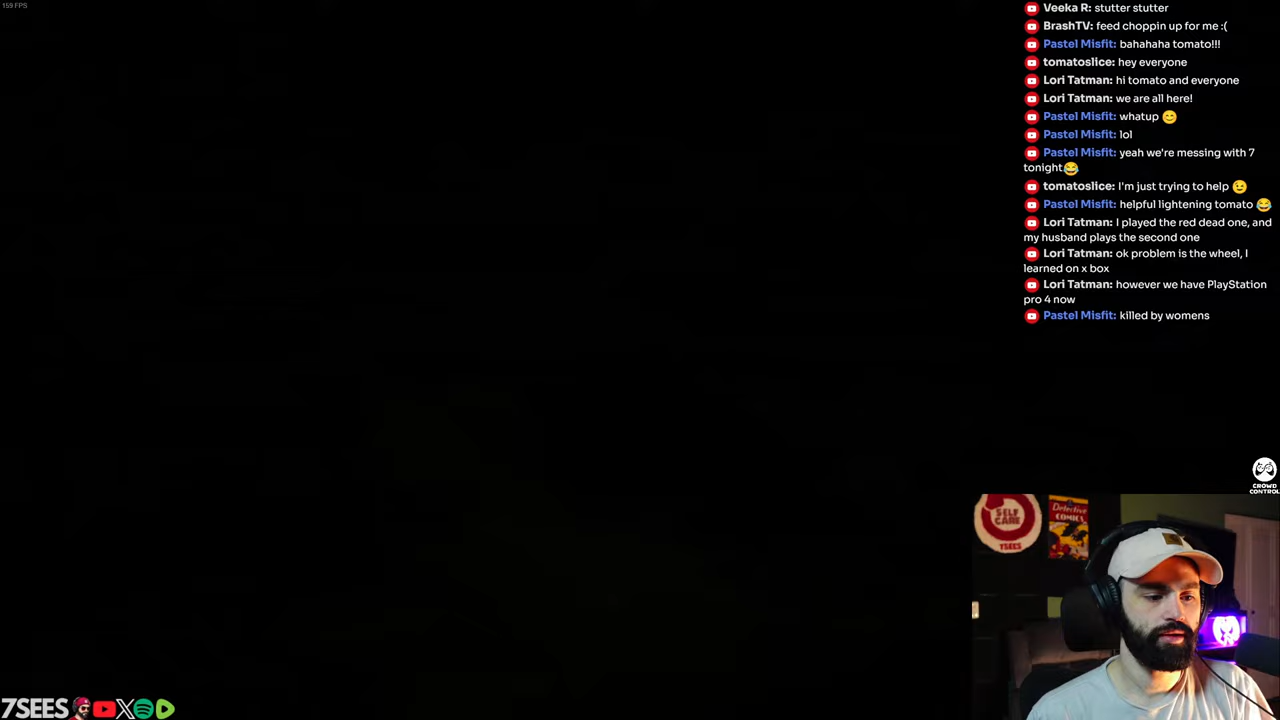 159 FPS
Veeka R: stutter stutter
BrashTV: feed choppin up for me :(
Pastel Misfit: bahahaha tomato!!!
tomatoslice: hey everyone
Lori Tatman: hi tomato and everyone
Lori Tatman: we are all here!
Pastel Misfit: whatup 😊
Pastel Misfit: lol
Pastel Misfit: yeah we're messing with 7
tonight😂
tomatoslice: I'm just trying to help 😉
Pastel Misfit: helpful lightening tomato 😂
Lori Tatman: I played the red dead one, and
my husband plays the second one
Lori Tatman: ok problem is the wheel, I
learned on x box
Lori Tatman: however we have PlayStation
pro 4 now
Pastel Misfit: killed by womens
CROWD
CONTROL
SELF
CARE
7SEES
Detective
COMICS
7SEES